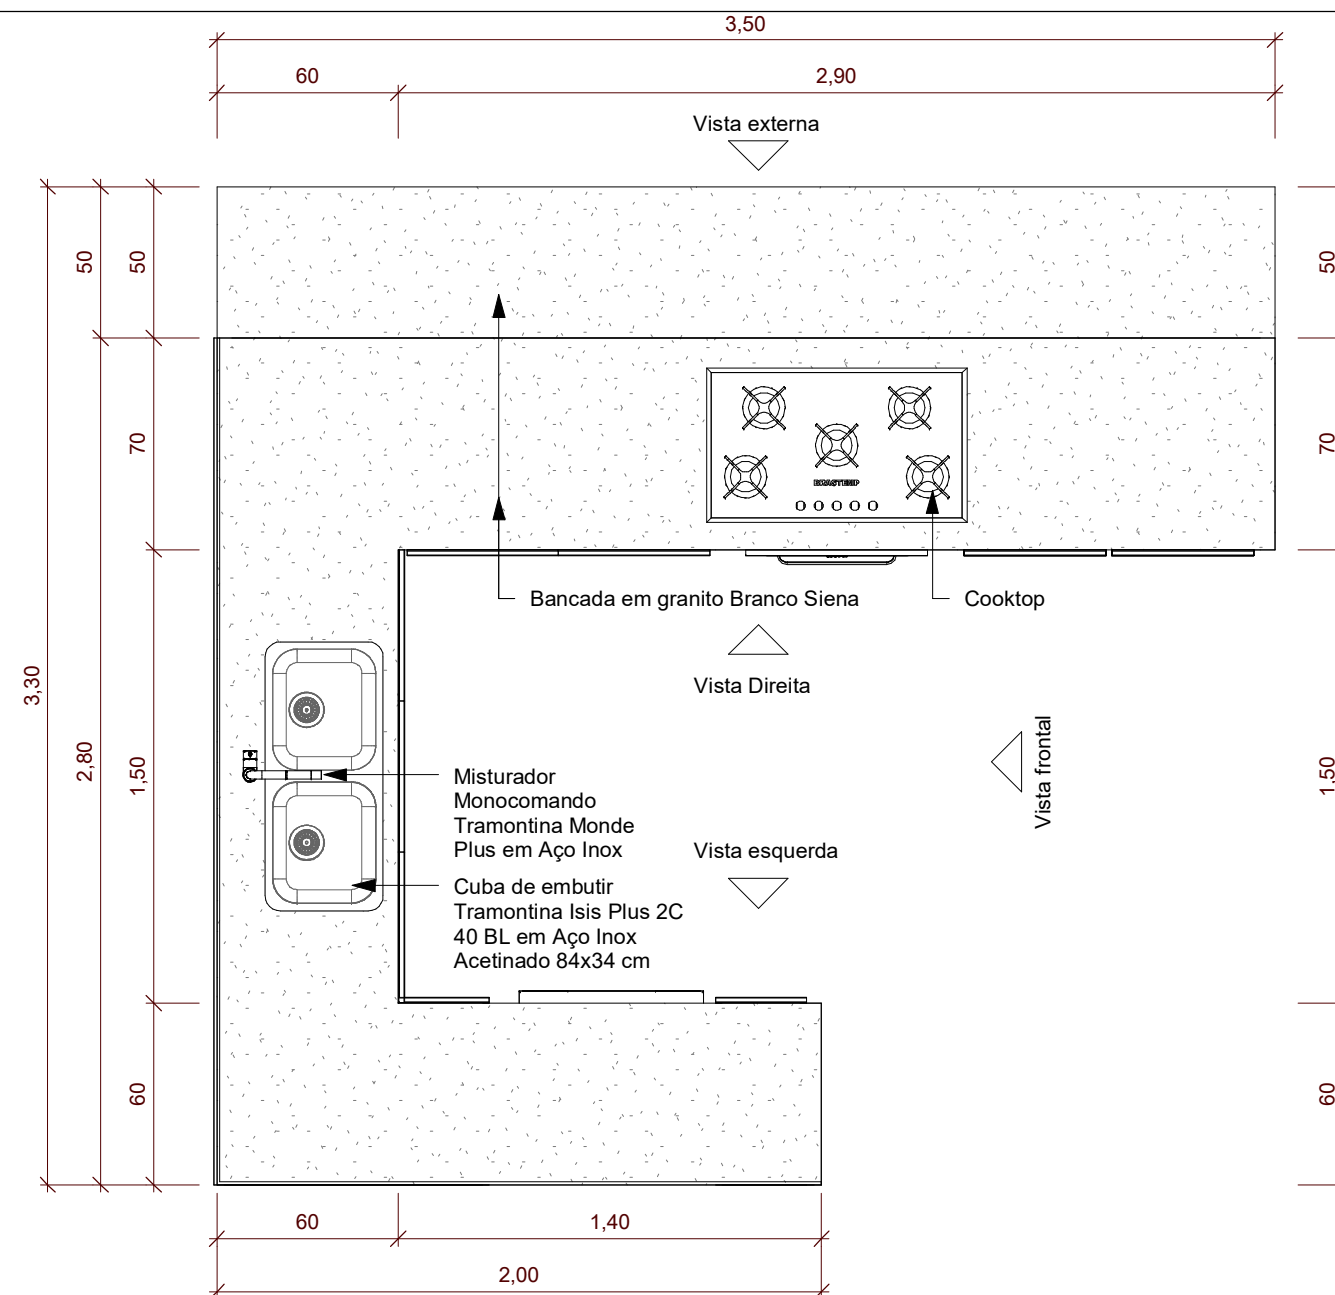 3,50
60
2,90
Vista externa
50
50
50
70
70
BRASTEMP
Bancada em granito Branco Siena
Cooktop
Vista Direita
3,30
2,80
1,50
Vista frontal
1,50
Misturador
Monocomando
Tramontina Monde
Plus em Aço Inox
Vista esquerda
Cuba de embutir
Tramontina Isis Plus 2C
40 BL em Aço Inox
Acetinado 84x34 cm
60
60
60
1,40
2,00